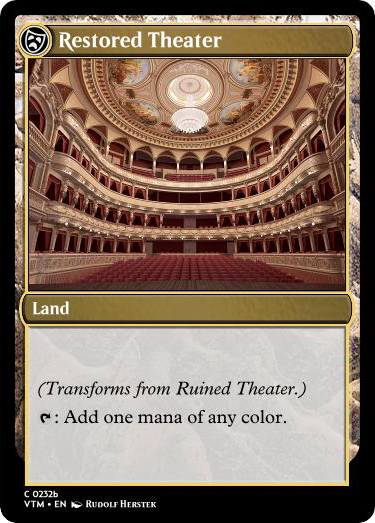 Restored Theater
Land
(Transforms from Ruined Theater.)
: Add one mana of any color.
C 0232b
VTM • EN Rudolf Herstek